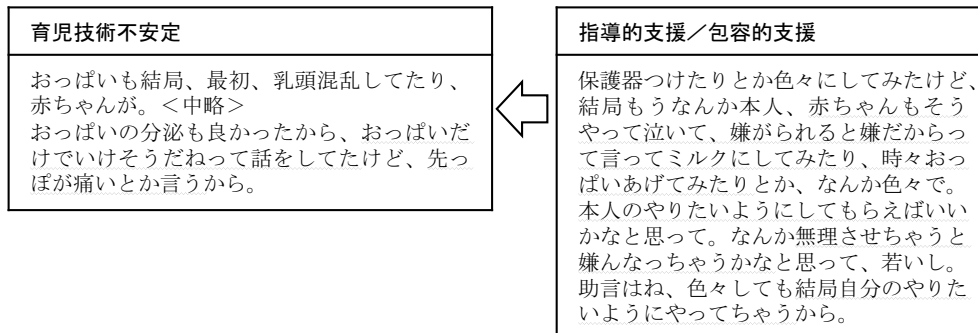 育児技術不安定
おっぱいも結局、最初、乳頭混乱してたり、
赤ちゃんが。＜中略＞
おっぱいの分泌も良かったから、おっぱいだ
けでいけそうだねって話をしてたけど、先っ
ぽが痛いとか言うから。
指導的支援／包容的支援
保護器つけたりとか色々にしてみたけど、
結局もうなんか本人、赤ちゃんもそう
やって泣いて、嫌がられると嫌だからっ
て言ってミルクにしてみたり、時々おっ
ぱいあげてみたりとか、なんか色々で。
本人のやりたいようにしてもらえばいい
かなと思って。なんか無理させちゃうと
嫌んなっちゃうかなと思って、若いし。
助言はね、色々しても結局自分のやりた
いようにやってちゃうから。